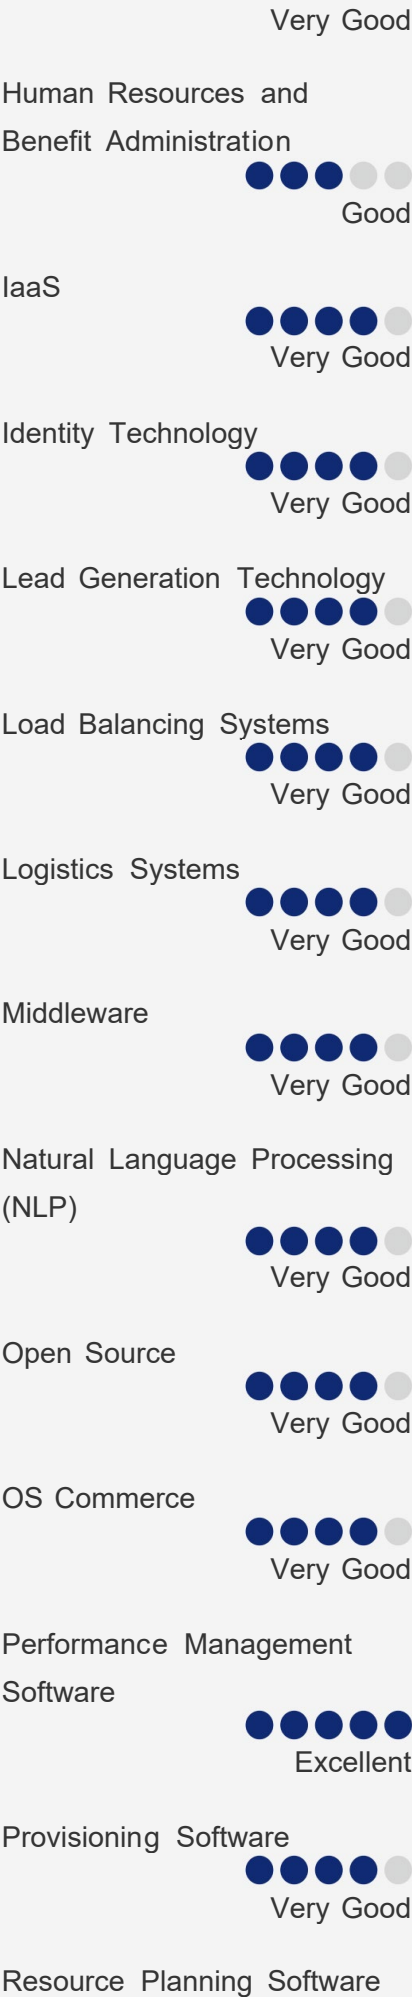 Very Good
Human Resources and
Benefit Administration
Good
IaaS
Very Good
Identity Technology
Very Good
Lead Generation Technology
Very Good
Load Balancing Systems
Very Good
Logistics Systems
Very Good
Middleware
Very Good
Natural Language Processing
(NLP)
Very Good
Open Source
Very Good
OS Commerce
Very Good
Performance Management
Software
Excellent
Provisioning Software
Very Good
Resource Planning Software